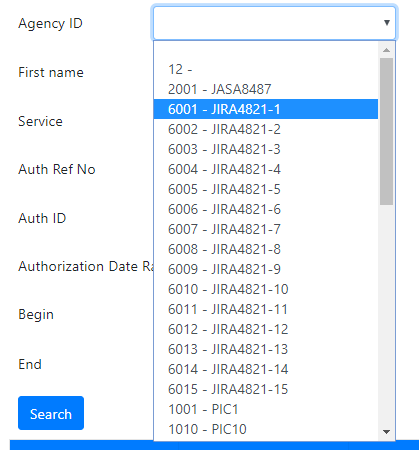 Agency ID
12 -
2001 - JASA8487
6001 - JIRA4821-1
6002 - JIRA4821-2
6003 - JIRA4821-3
6004 - JIRA4821-4
6005 - JIRA4821-5
6006 - JIRA4821-6
6007 - JIRA4821-7
6008 - JIRA4821-8
6009 - JIRA4821-9
6010 - JIRA4821-10
6011 - JIRA4821-11
6012 - JIRA4821-12
6013 - JIRA4821-13
6014 - JIRA4821-14
6015 - JIRA4821-15
1001 - PIC1
1010 - PIC10
First name
Service
Auth Ref No
Auth ID
Authorization Date Ra
Begin
End
Search